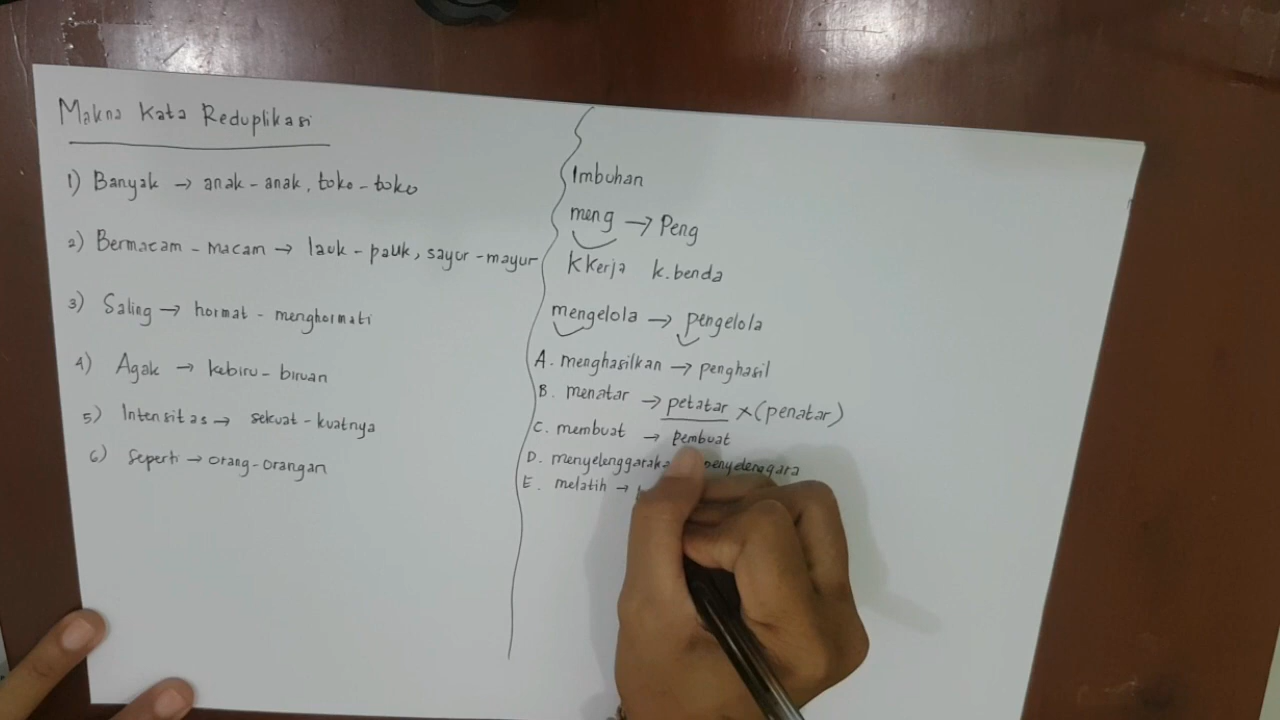 Makna Kata Reduplikasi
1) Banyak → anak - anak, toko - toko
2) Bermacam - macam → lauk - pauk, sayur - mayur
3) Saling → hormat - menghormati
4) Agak → kebiru - biruan
5) Intensitas → sekuat - kuatnya
6) Seperti → orang-orangan
Imbuhan
meng → Peng
KKerja k.benda
mengelola → pengelola
A. menghasilkan → penghasil
B. menatar → petatar × (penatar)
C. membuat → pembuat
D. penyelenggara
E. melatih →